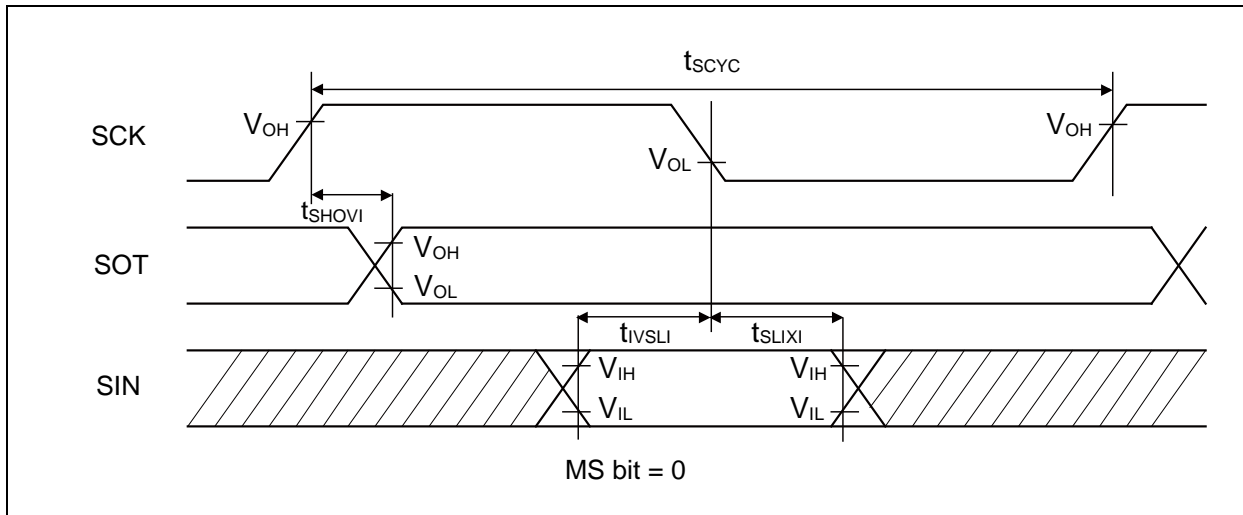 tSCYC
SCK
VOH
VOL
VOH
tSHOVI
SOT
VOH
VOL
tIVSLI
tSLIXI
SIN
VIH
VIL
VIH
VIL
MS bit = 0